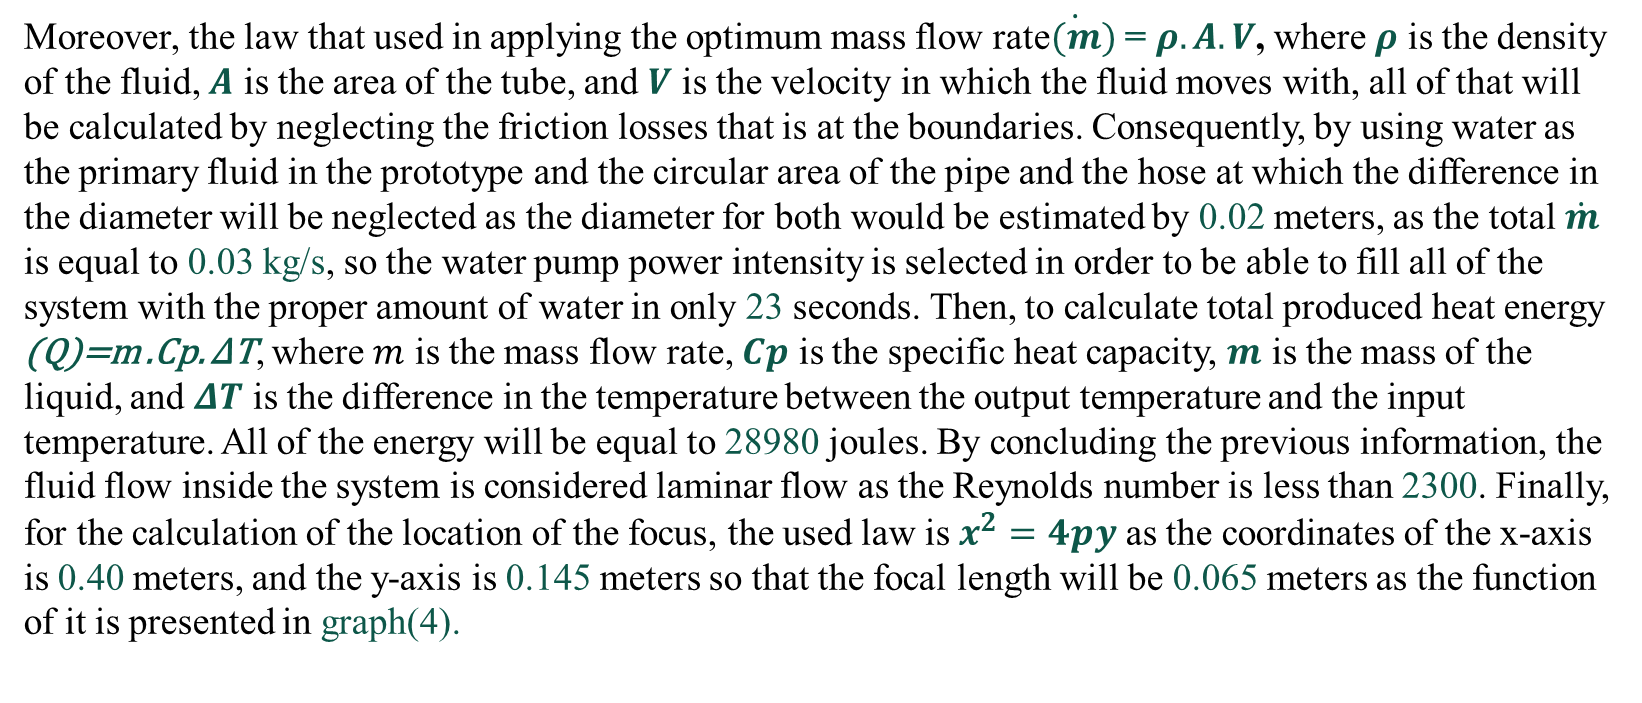 Moreover, the law that used in applying the optimum mass flow rate(ṁ) = ρ. A. V, where ρ is the density
of the fluid, A is the area of the tube, and V is the velocity in which the fluid moves with, all of that will
be calculated by neglecting the friction losses that is at the boundaries. Consequently, by using water as
the primary fluid in the prototype and the circular area of the pipe and the hose at which the difference in
the diameter will be neglected as the diameter for both would be estimated by 0.02 meters, as the total ṁ
is equal to 0.03 kg/s, so the water pump power intensity is selected in order to be able to fill all of the
system with the proper amount of water in only 23 seconds. Then, to calculate total produced heat energy
(Q)=m.Cp.ΔT, where m is the mass flow rate, Cp is the specific heat capacity, m is the mass of the
liquid, and ΔT is the difference in the temperature between the output temperature and the input
temperature. All of the energy will be equal to 28980 joules. By concluding the previous information, the
fluid flow inside the system is considered laminar flow as the Reynolds number is less than 2300. Finally,
for the calculation of the location of the focus, the used law is x² = 4py as the coordinates of the x-axis
is 0.40 meters, and the y-axis is 0.145 meters so that the focal length will be 0.065 meters as the function
of it is presented in graph(4).